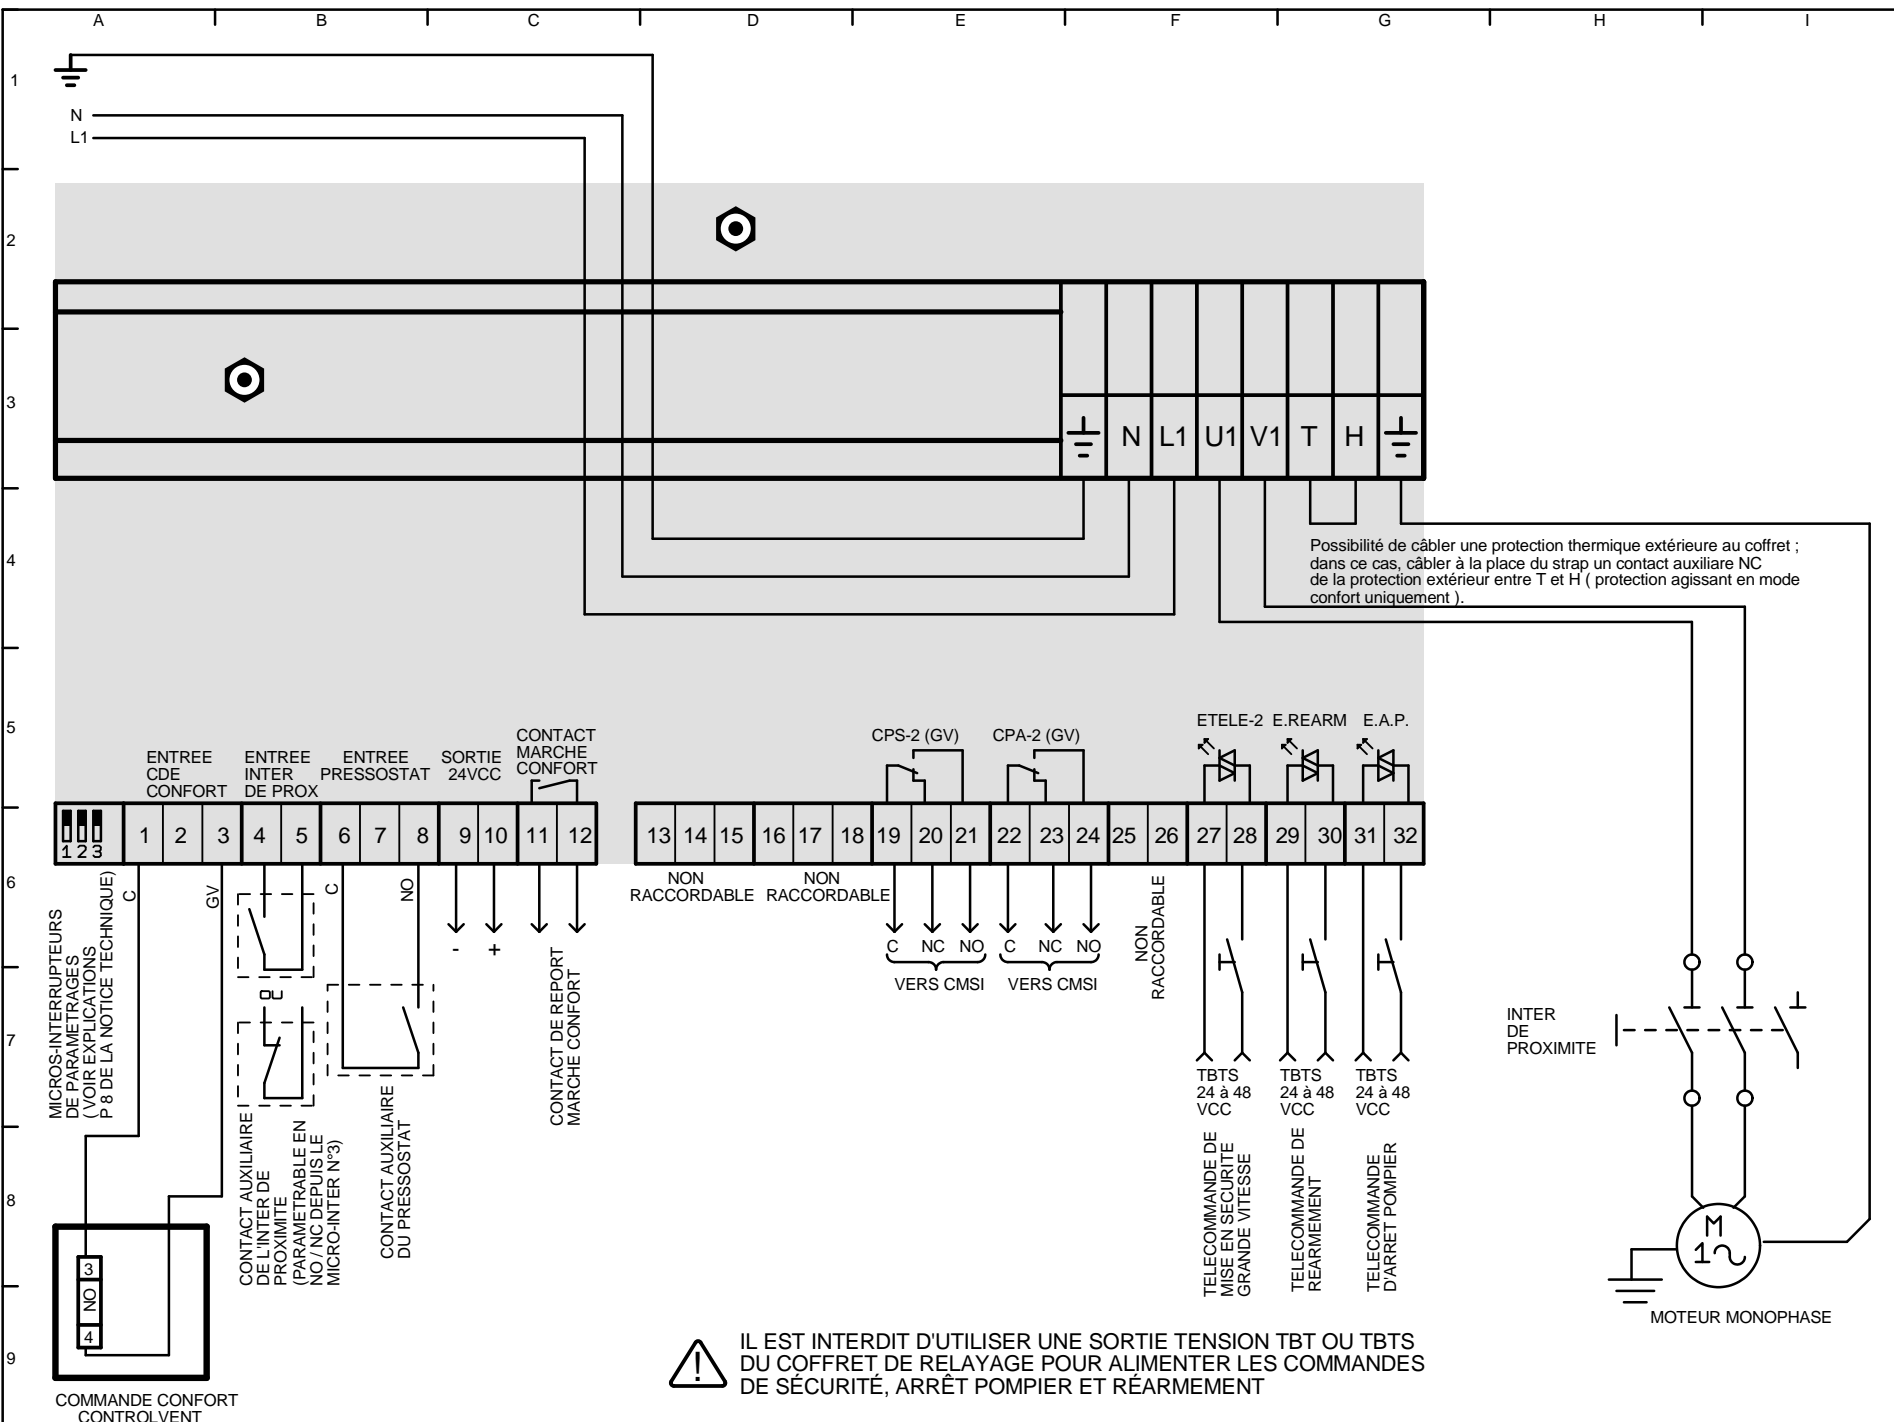 A B C D E F G H I
1
N
L1
2
3
N L1 U1 V1 T H
4
Possibilité de câbler une protection thermique extérieure au coffret ;
dans ce cas, câbler à la place du strap un contact auxiliare NC
de la protection extérieur entre T et H ( protection agissant en mode
confort uniquement ).
5
ENTREE
CDE
CONFORT
ENTREE
INTER
DE PROX
ENTREE
PRESSOSTAT
SORTIE
24VCC
CONTACT
MARCHE
CONFORT
CPS-2 (GV)
CPA-2 (GV)
ETELE-2
E.REARM
E.A.P.
1 2 3
1 2 3 4 5 6 7 8 9 10 11 12 13 14 15 16 17 18 19 20 21 22 23 24 25 26 27 28 29 30 31 32
6
MICROS-INTERRUPTEURS
DE PARAMETRAGES
(VOIR EXPLICATIONS
P 8 DE LA NOTICE TECHNIQUE)
C
GV
C
NO
- +
CONTACT DE REPORT
MARCHE CONFORT
NON
RACCORDABLE
NON
RACCORDABLE
C NC NO
VERS CMSI
C NC NO
VERS CMSI
NON
RACCORDABLE
OU
7
INTER
DE
PROXIMITE
TBTS
24 à 48
VCC
TBTS
24 à 48
VCC
TBTS
24 à 48
VCC
CONTACT AUXILIAIRE
DE L'INTER DE
PROXIMITE
(PARAMETRABLE EN
NO / NC DEPUIS LE
MICRO-INTER N°3)
CONTACT AUXILIAIRE
DU PRESSOSTAT
TELECOMMANDE DE
MISE EN SECURITE
GRANDE VITESSE
TELECOMMANDE DE
REARMEMENT
TELECOMMANDE
D'ARRET POMPIER
8
M
1
MOTEUR MONOPHASE
3
NO
4
9
COMMANDE CONFORT
CONTROLVENT
!
IL EST INTERDIT D'UTILISER UNE SORTIE TENSION TBT OU TBTS
DU COFFRET DE RELAYAGE POUR ALIMENTER LES COMMANDES
DE SÉCURITÉ, ARRÊT POMPIER ET RÉARMEMENT